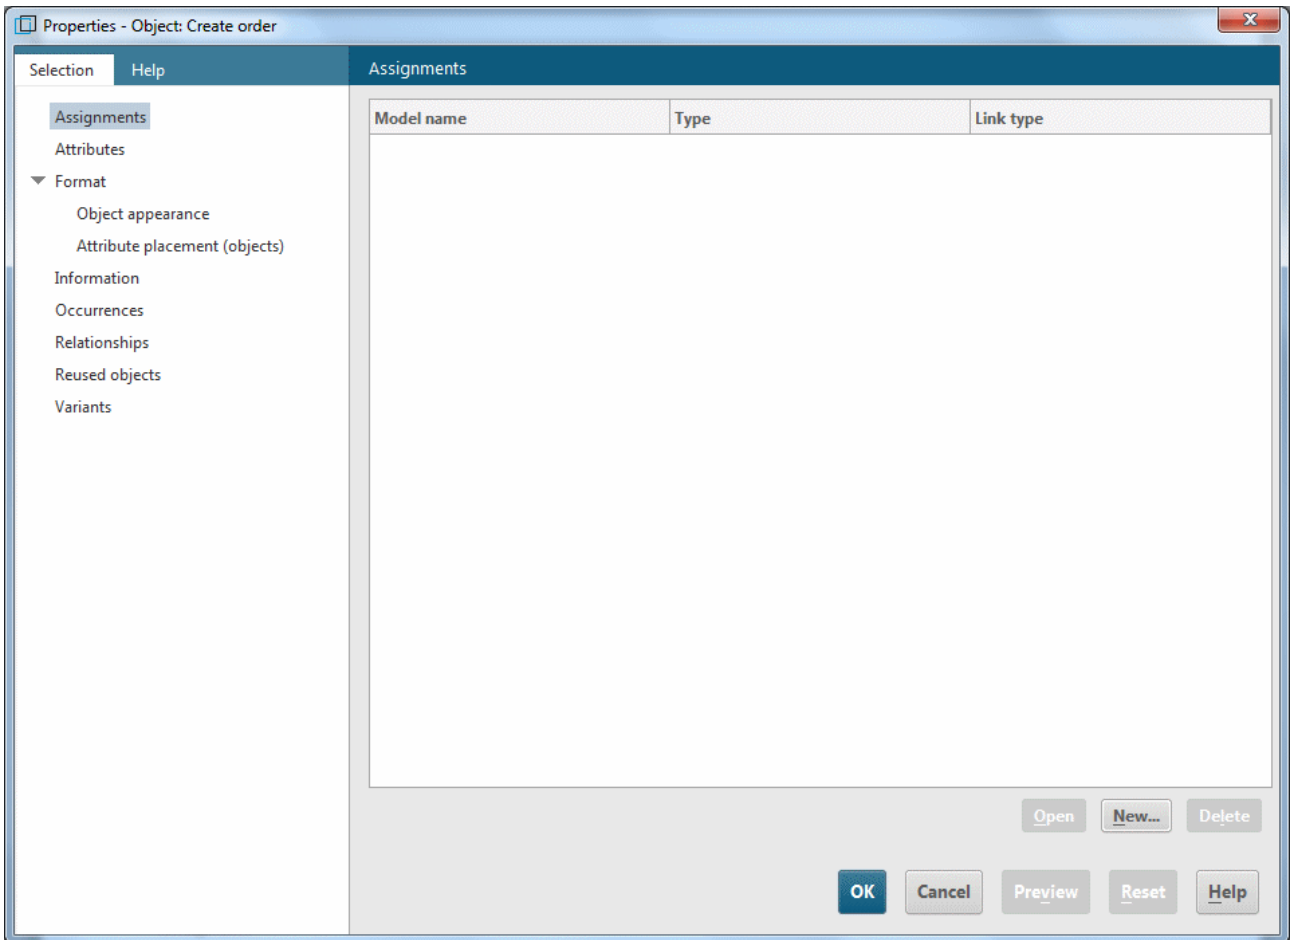 Properties - Object: Create order
Selection Help
Assignments
Attributes
Format
Object appearance
Attribute placement (objects)
Information
Occurrences
Relationships
Reused objects
Variants
Assignments
Model name Type Link type
Open New... Delete
OK Cancel Preview Reset Help